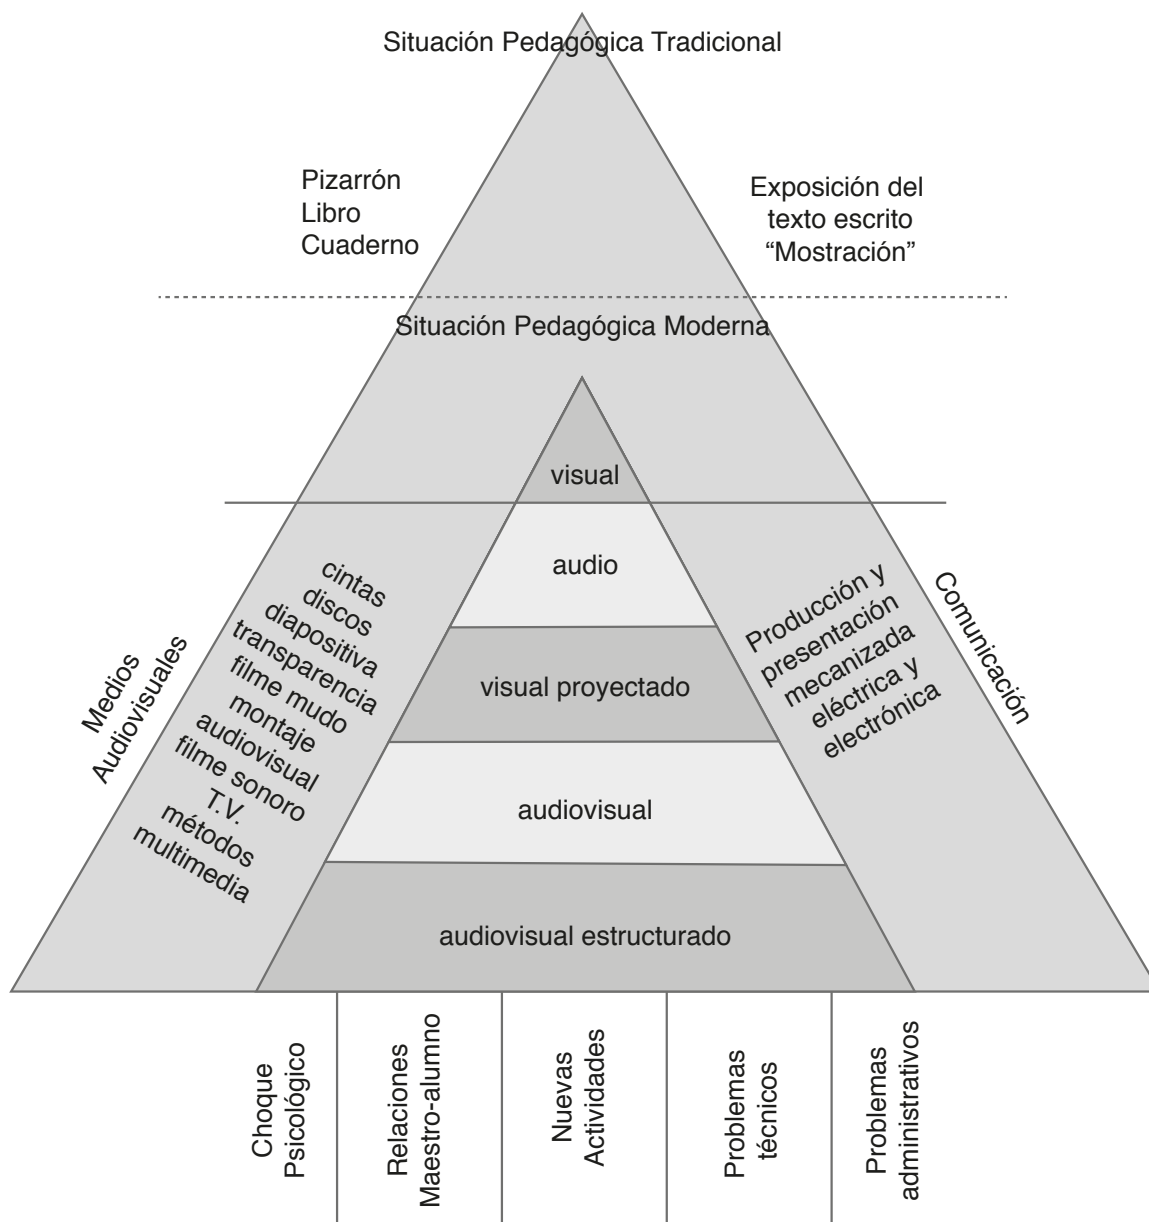 Situación Pedagógica Tradicional
Pizarrón
Libro
Cuaderno
Exposición del
texto escrito
“Mostración”
Situación Pedagógica Moderna
visual
audio
visual proyectado
audiovisual
audiovisual estructurado
Medios
Audiovisuales
cintas
discos
diapositiva
transparencia
filme mudo
montaje
audiovisual
filme sonoro
T.V.
métodos
multimedia
Producción y
presentación
mecanizada
eléctrica y
electrónica
Comunicación
Choque
Psicológico
Relaciones
Maestro-alumno
Nuevas
Actividades
Problemas
técnicos
Problemas
administrativos